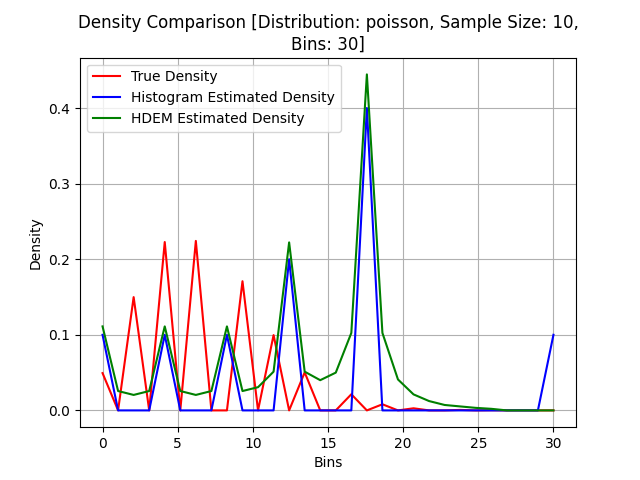 Density Comparison [Distribution: poisson, Sample Size: 10,
Bins: 30]
True Density
Histogram Estimated Density
HDEM Estimated Density
Density
0.4
0.3
0.2
0.1
0.0
0 5 10 15 20 25 30
Bins